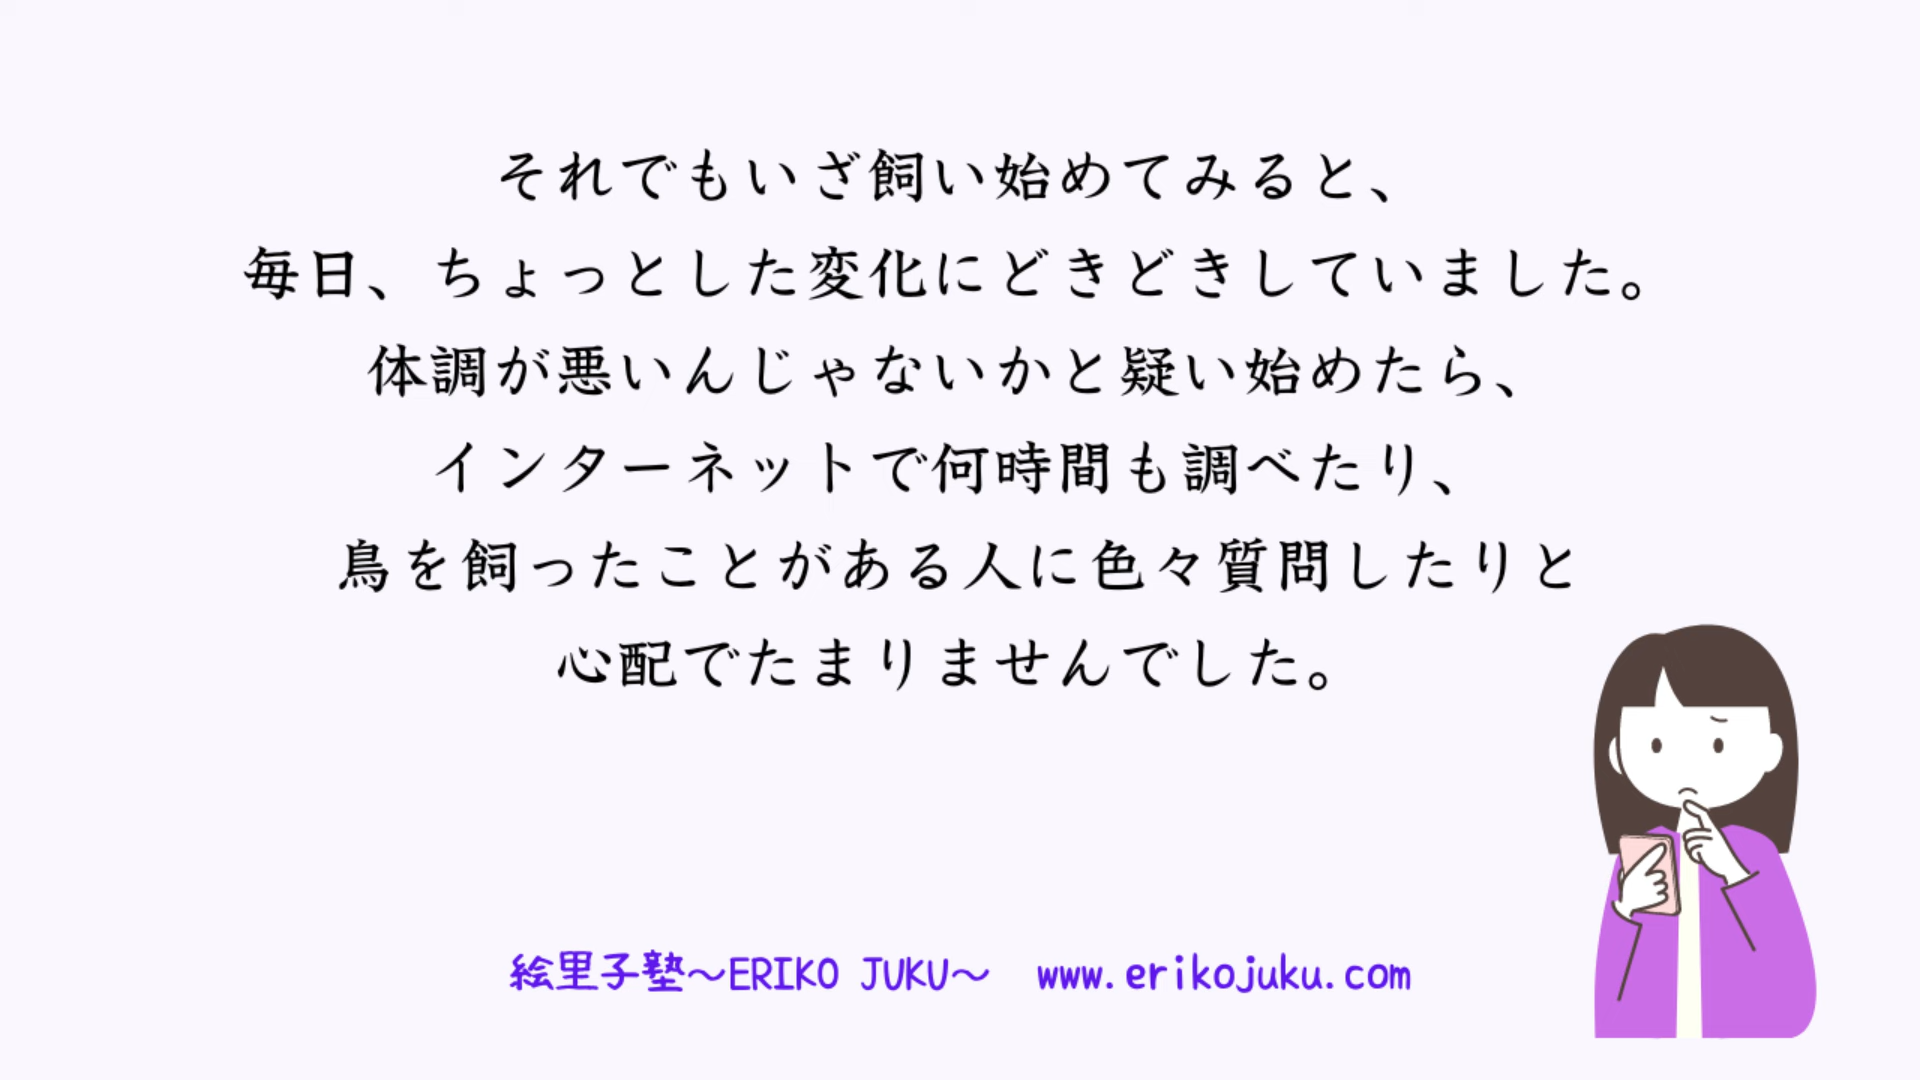 それでもいざ飼い始めてみると、
毎日、ちょっとした変化にどきどきしていました。
体調が悪いんじゃないかと疑い始めたら、
インターネットで何時間も調べたり、
鳥を飼ったことがある人に色々質問したりと
心配でたまりませんでした。
絵里子塾～ERIKO JUKU～　www.erikojuku.com